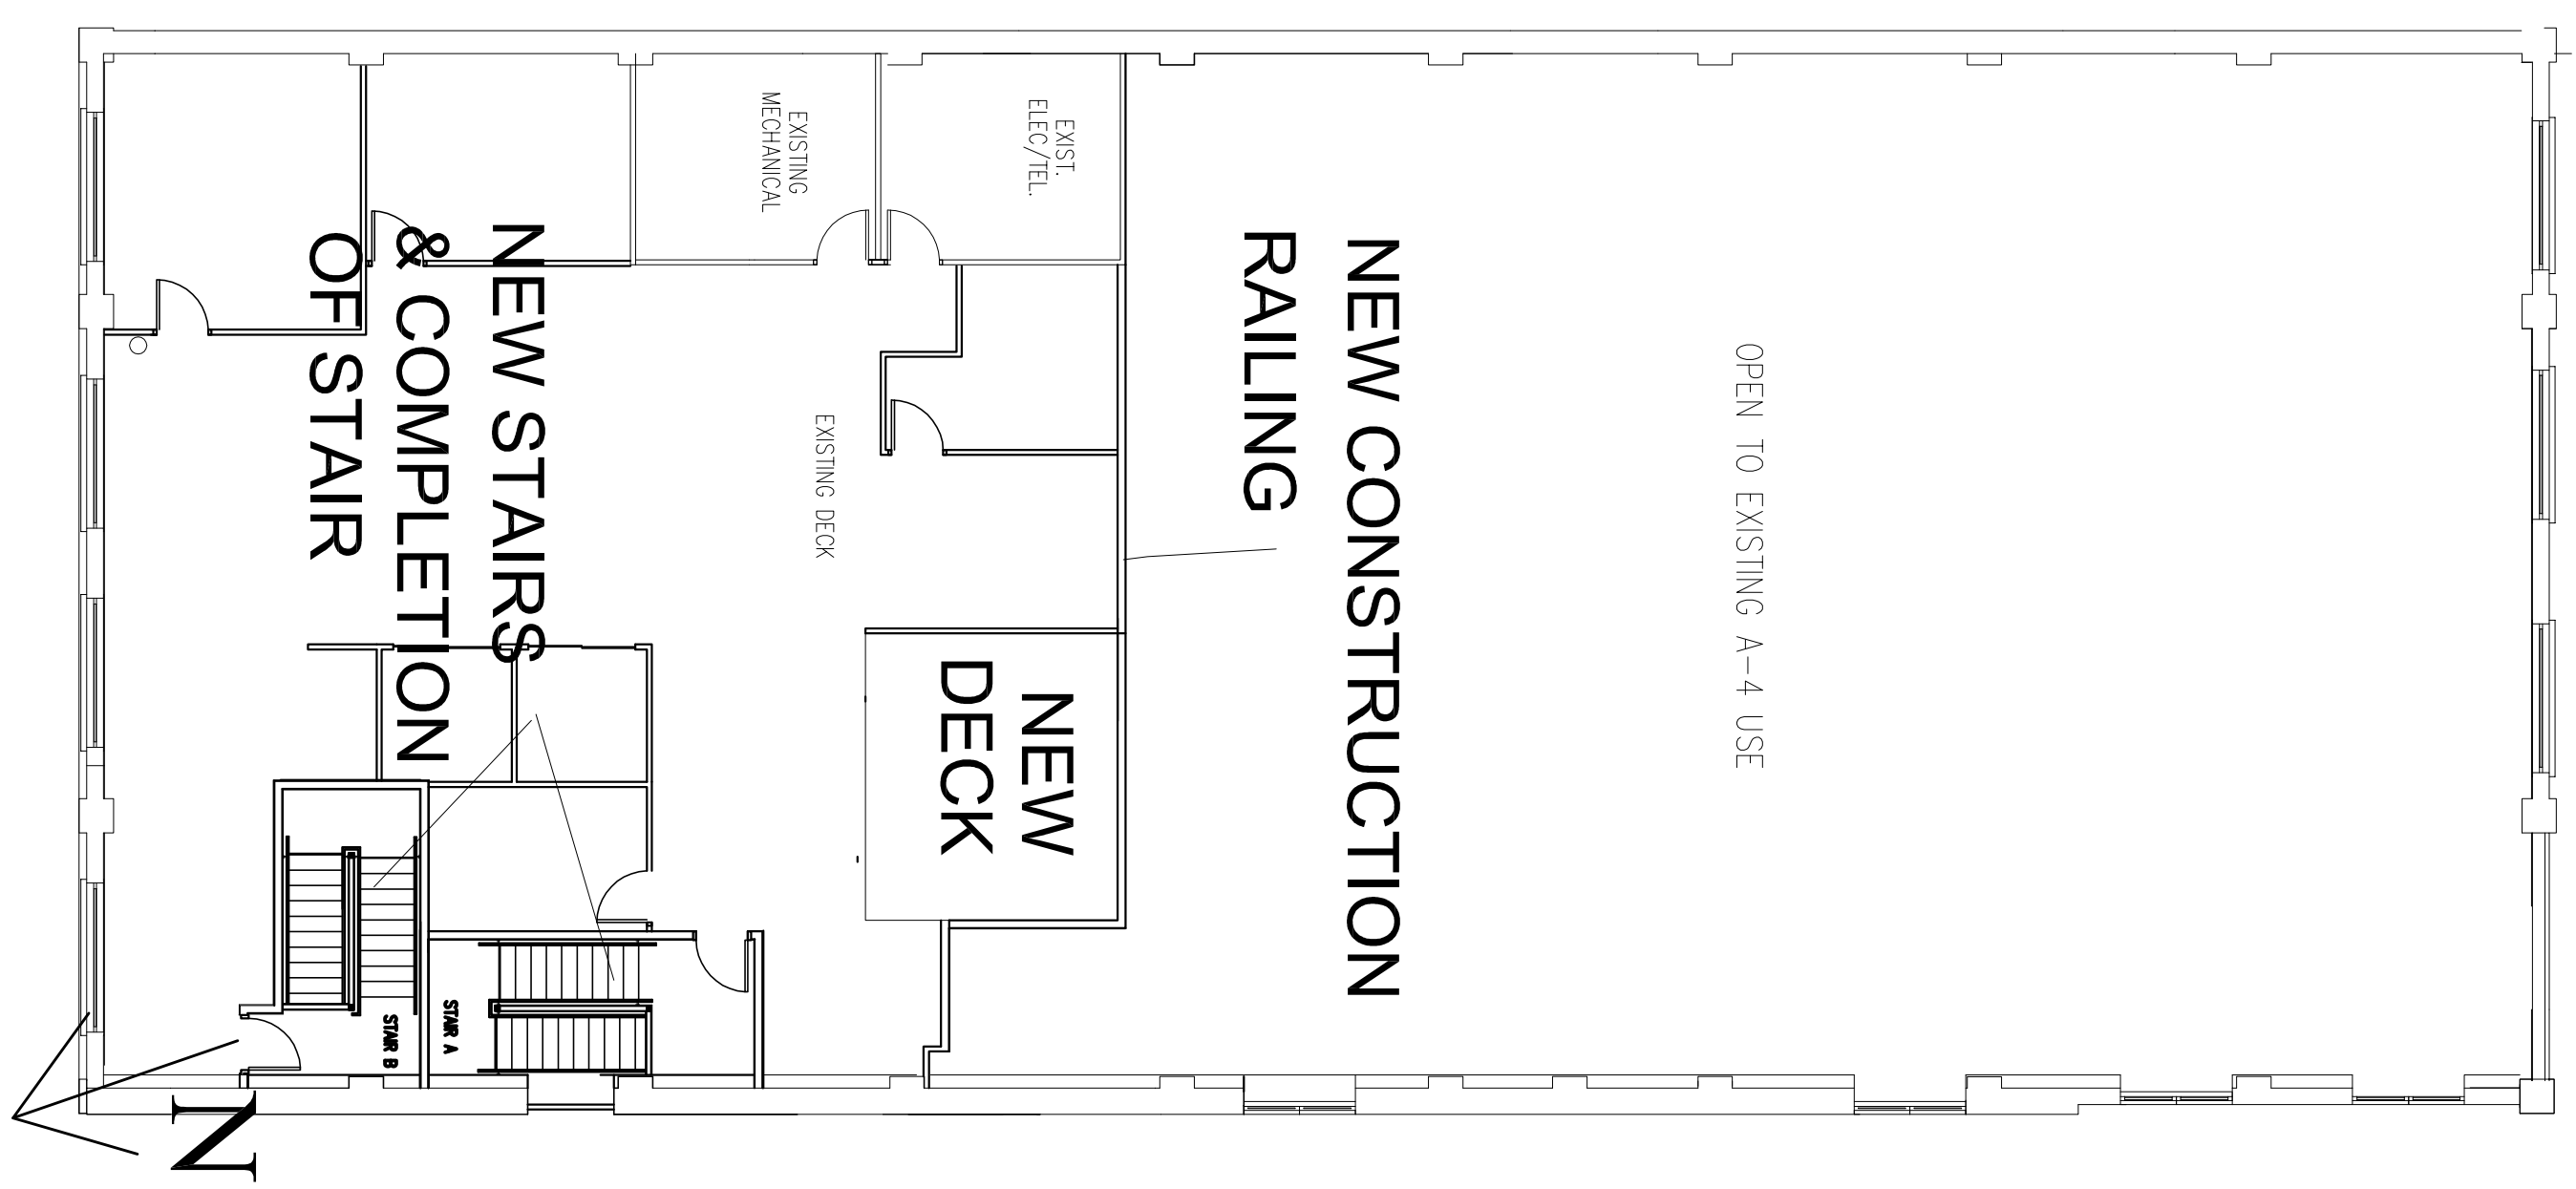 EXISTING
MECHANICAL
EXIST.
ELEC/TEL.
NEW STAIRS
& COMPLETION
OF STAIR
EXISTING DECK
NEW
DECK
NEW CONSTRUCTION
RAILING
OPEN TO EXISTING A-4 USE
STAIR A
STAIR B
N